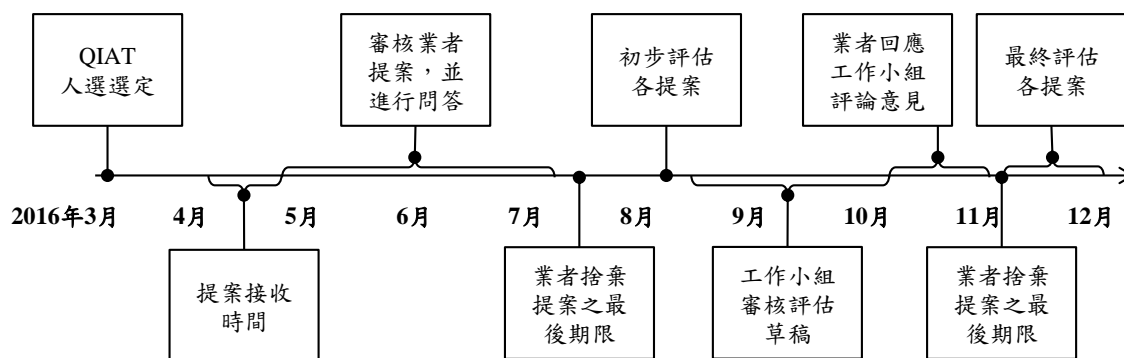 QIAT
人選選定
審核業者
提案，並
進行問答
初步評估
各提案
業者回應
工作小組
評論意見
最終評估
各提案
2016年3月
4月
5月
6月
7月
8月
9月
10月
11月
12月
提案接收
時間
業者捨棄
提案之最
後期限
工作小組
審核評估
草稿
業者捨棄
提案之最
後期限